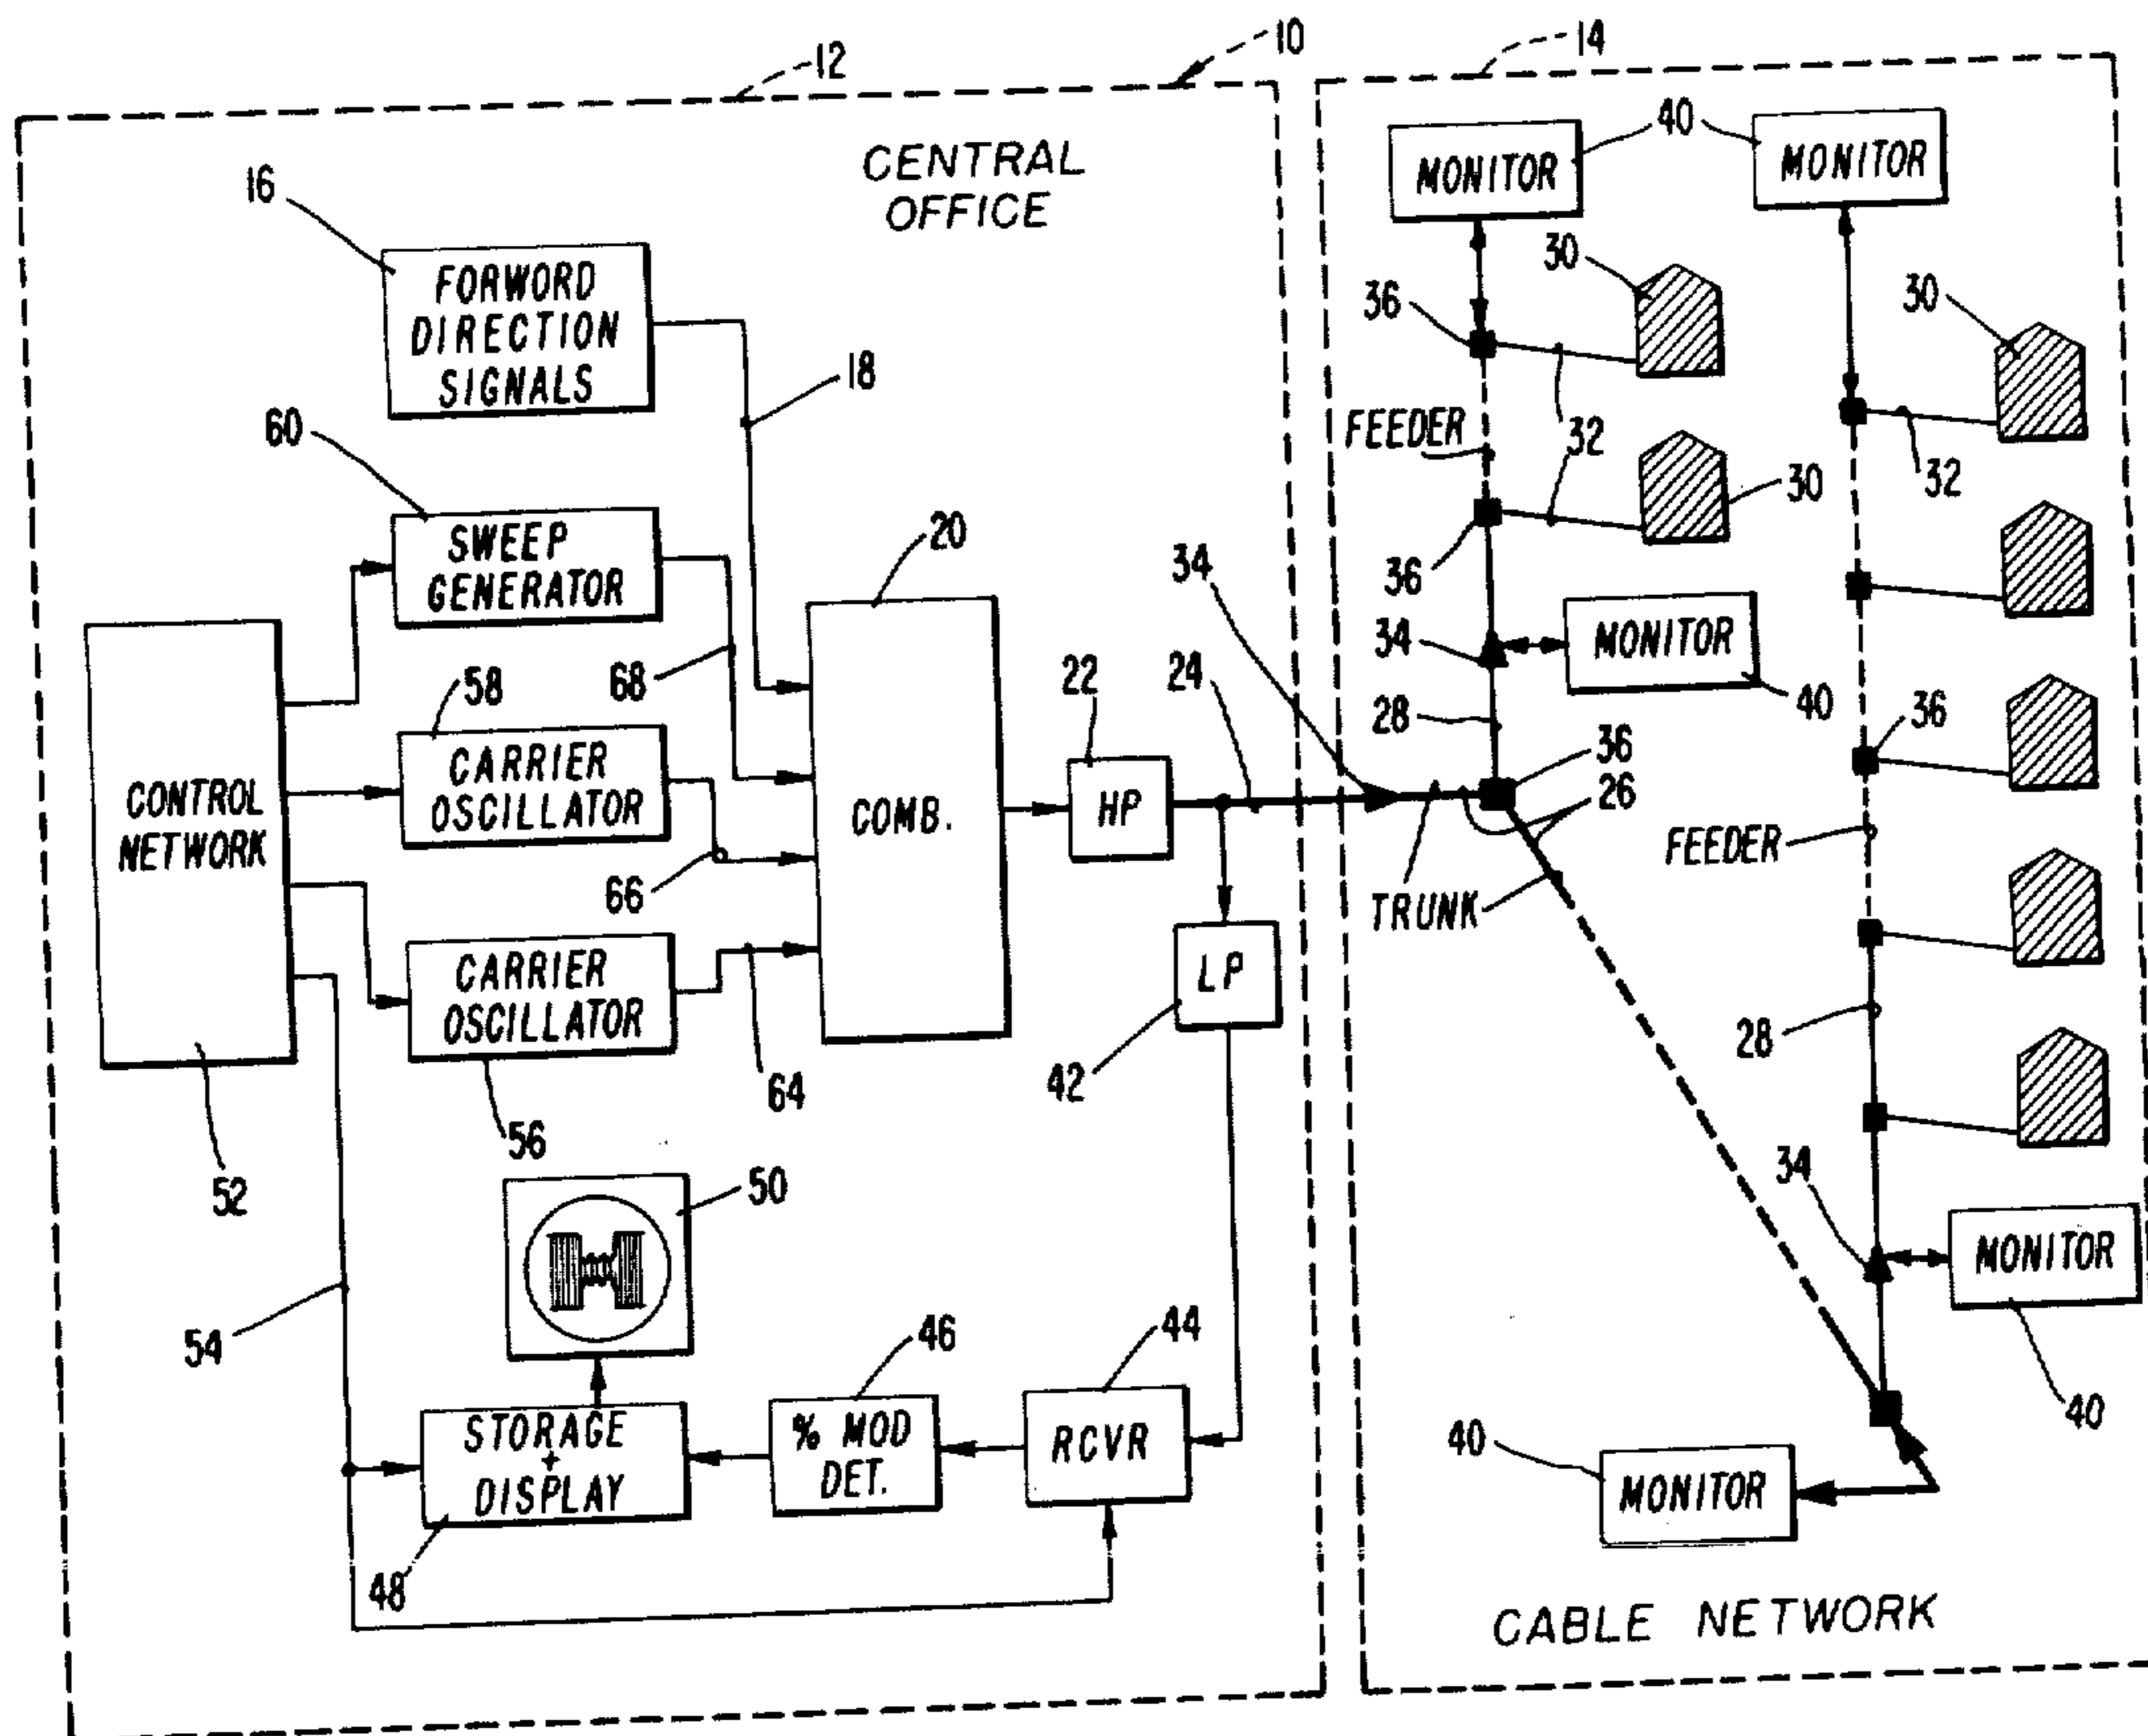 10
12
14
CENTRAL
OFFICE
16
FORWORD
DIRECTION
SIGNALS
18
60
SWEEP
GENERATOR
20
68
58
CARRIER
OSCILLATOR
66
CONTROL
NETWORK
52
COMB.
22
HP
24
34
CARRIER
OSCILLATOR
56
64
LP
42
50
54
46
44
STORAGE
+
DISPLAY
48
% MOD
DET.
RCVR
MONITOR
40
MONITOR
36
30
30
FEEDER
32
32
30
36
34
MONITOR
40
28
36
26
TRUNK
36
FEEDER
28
34
MONITOR
40
40
MONITOR
CABLE NETWORK